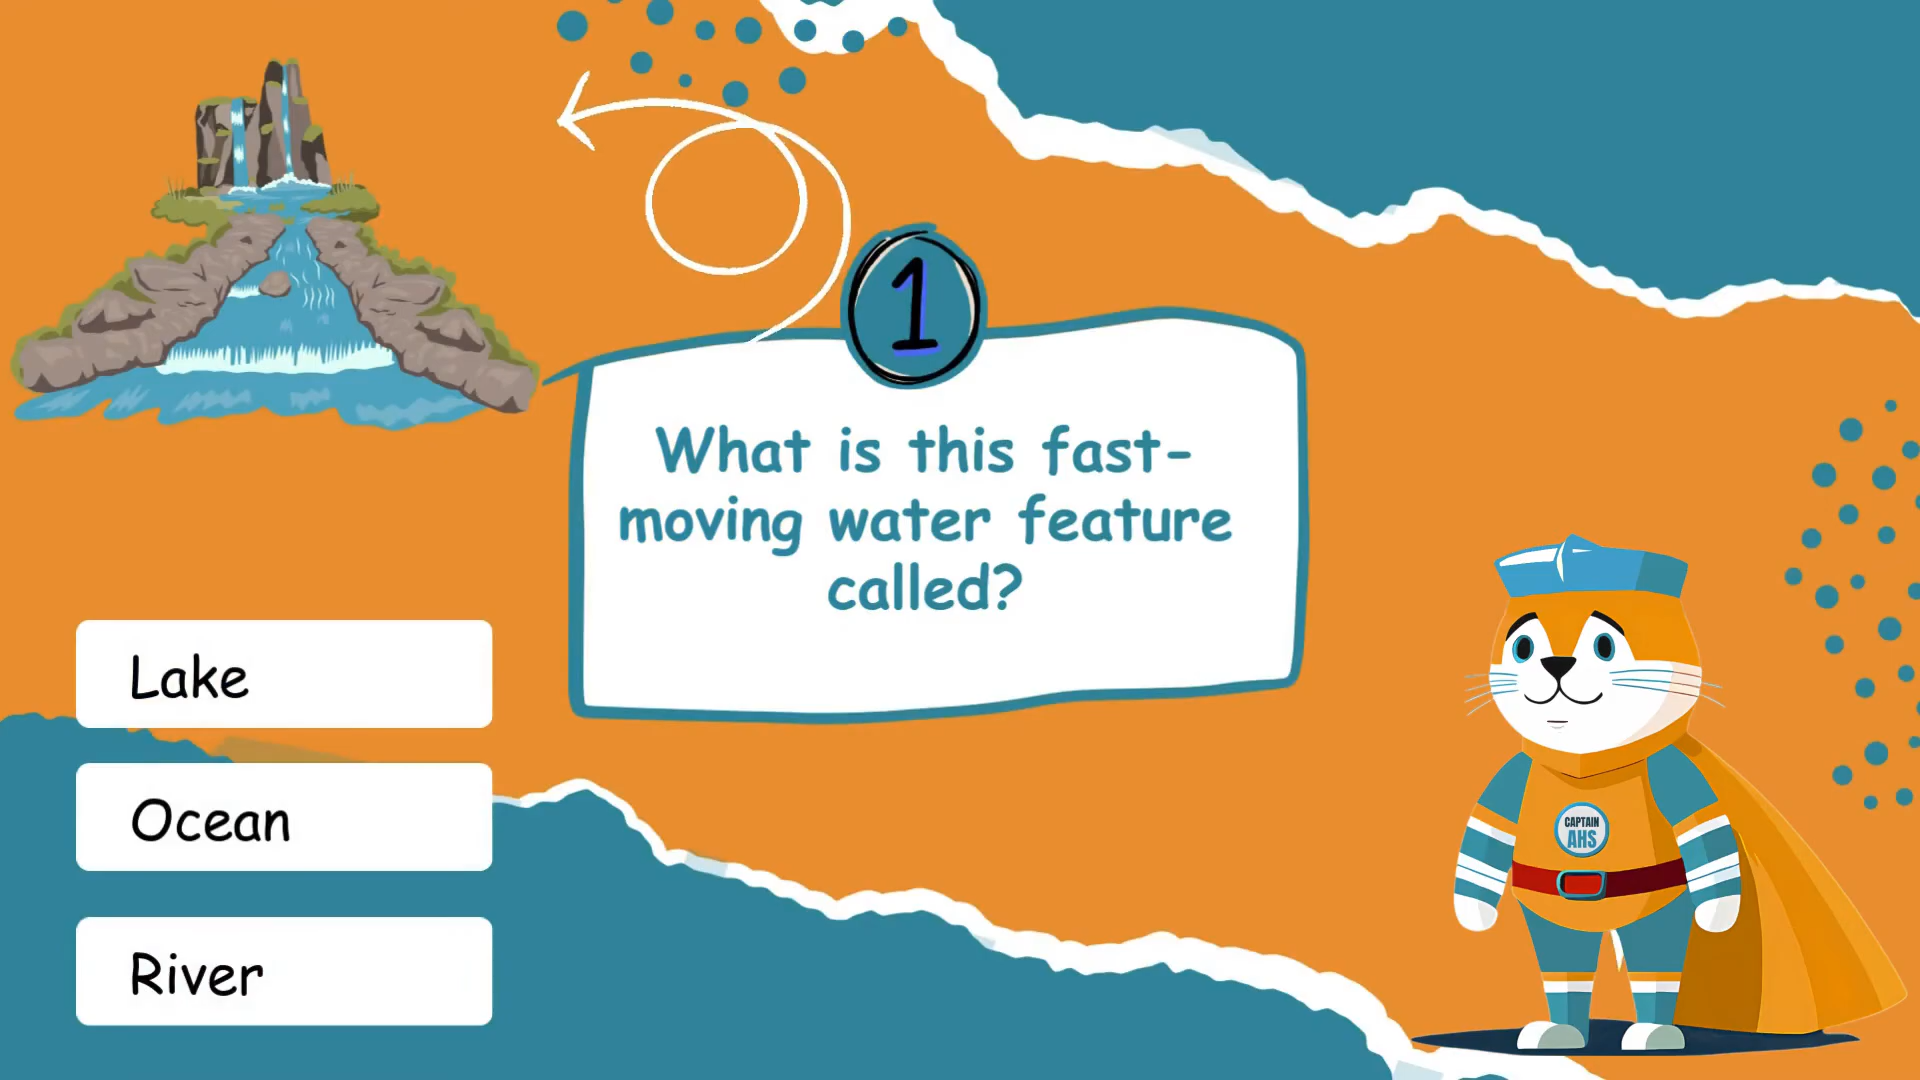 1
What is this fast-
moving water feature
called?
Lake
Ocean
River
CAPTAIN
AHS